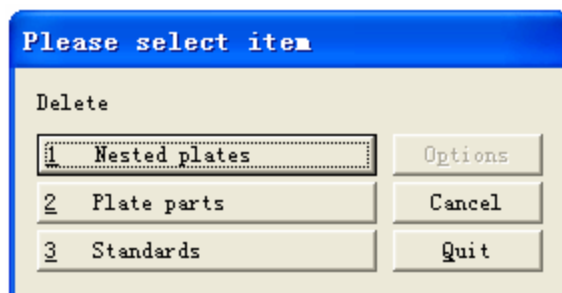 Please select item
Delete
1 Nested plates
Options
2 Plate parts
Cancel
3 Standards
Quit